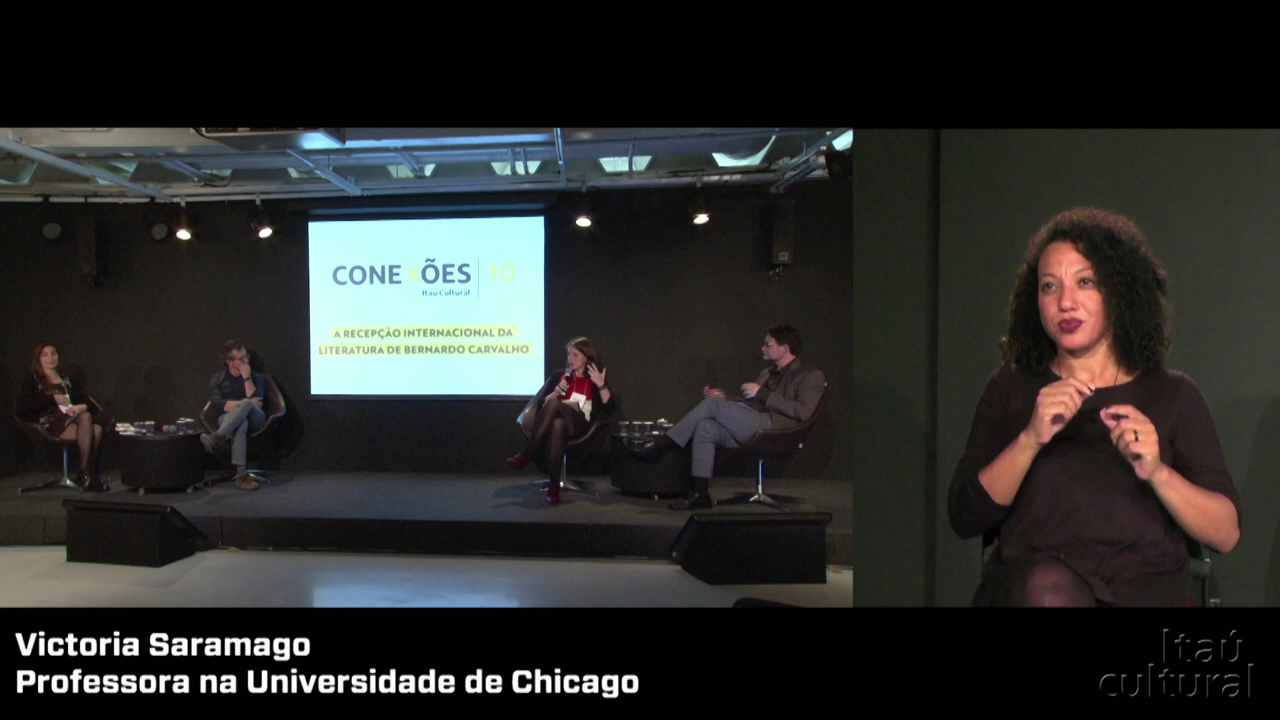 CONEXÕES 10
Itaú Cultural
A RECEPÇÃO INTERNACIONAL DA
LITERATURA DE BERNARDO CARVALHO
Victoria Saramago
Professora na Universidade de Chicago
Itaú
cultural